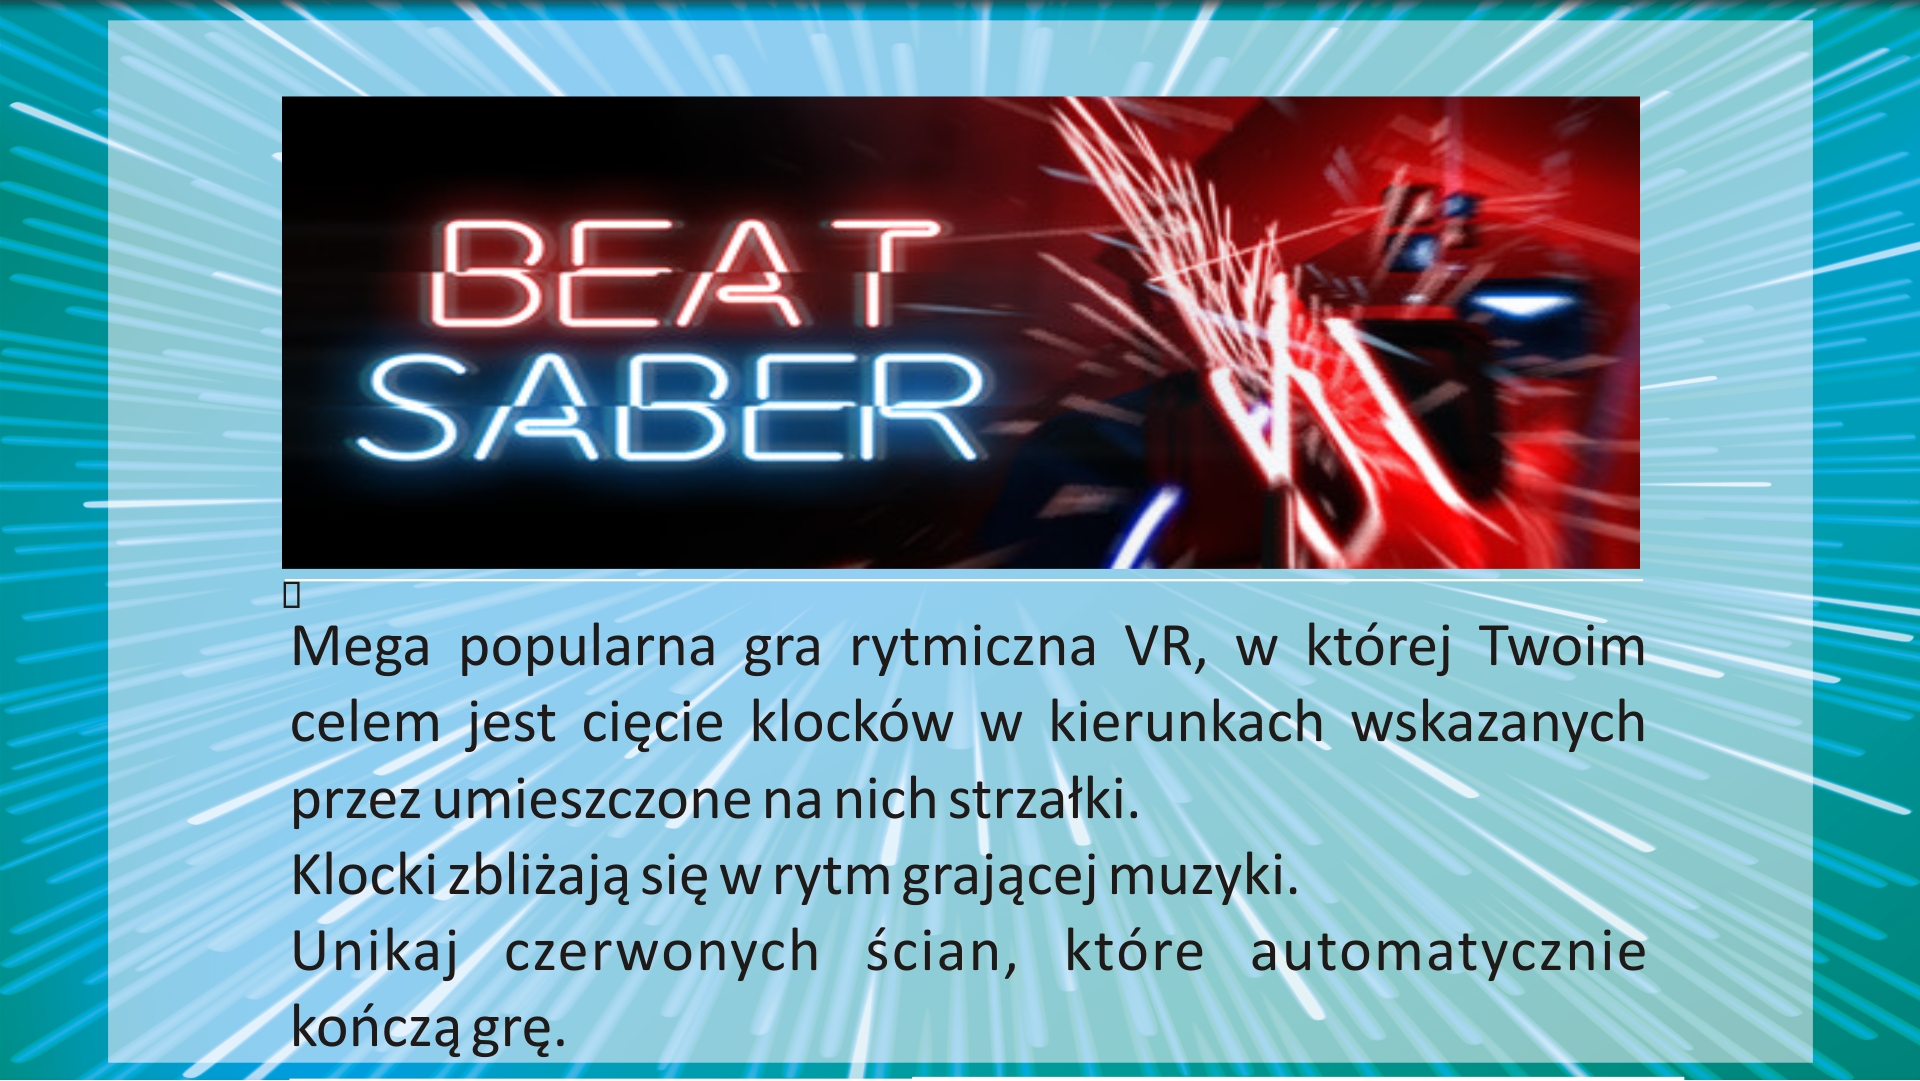 BEAT
SABER
Mega popularna gra rytmiczna VR, w której Twoim
celem jest cięcie klocków w kierunkach wskazanych
przez umieszczone na nich strzałki.
Klocki zbliżają się w rytm grającej muzyki.
Unikaj czerwonych ścian, które automatycznie
kończą grę.